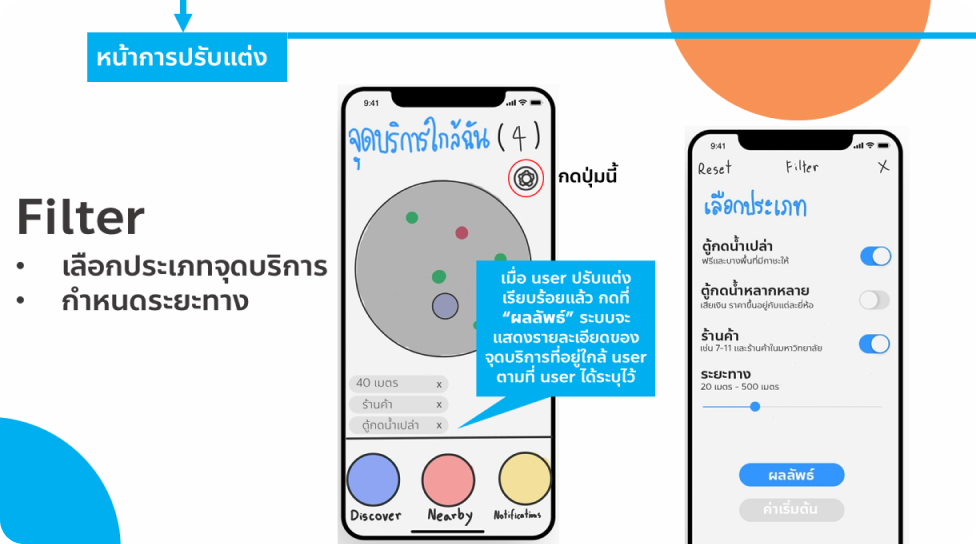 หน้าการปรับแต่ง
Filter
• เลือกประเภทจุดบริการ
• กำหนดระยะทาง
9:41
จุดบริการใกล้ฉัน (4)
กดปุ่มนี้
เมื่อ user ปรับแต่ง
เรียบร้อยแล้ว กดที่
“ผลลัพธ์” ระบบจะ
แสดงรายละเอียดของ
จุดบริการที่อยู่ใกล้ user
ตามที่ user ได้ระบุไว้
40 เมตร x
ร้านค้า x
ตู้กดน้ำเปล่า x
Discover Nearby Notifications
9:41
Reset Filter X
เลือกประเภท
ตู้กดน้ำเปล่า
ฟรีและบางพื้นที่มีภาชะให้
ตู้กดน้ำหลากหลาย
เสียเงิน ราคาขึ้นอยู่กับแต่ละยี่ห้อ
ร้านค้า
เช่น 7-11 และร้านค้าในมหาวิทยาลัย
ระยะทาง
20 เมตร - 500 เมตร
ผลลัพธ์
ค่าเริ่มต้น